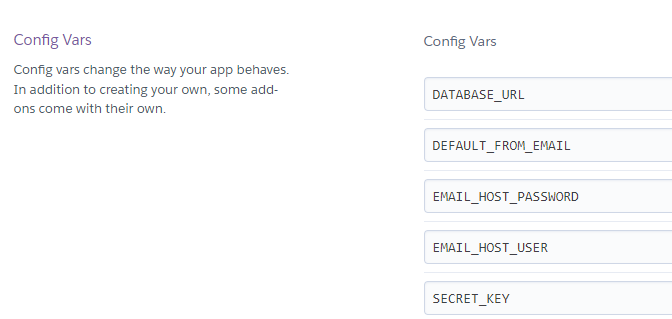 Config Vars
Config vars change the way your app behaves.
In addition to creating your own, some add-
ons come with their own.
Config Vars
DATABASE_URL
DEFAULT_FROM_EMAIL
EMAIL_HOST_PASSWORD
EMAIL_HOST_USER
SECRET_KEY